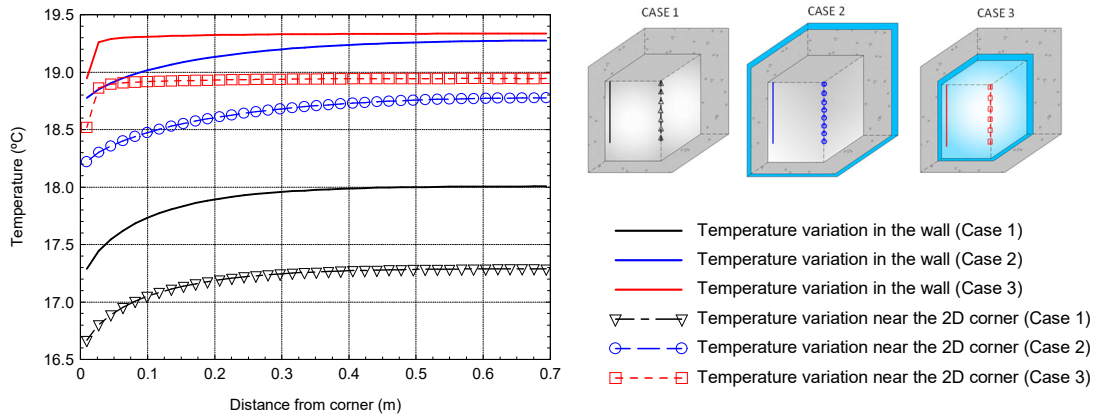 19.5
19.0
18.5
18.0
17.5
17.0
16.5
Temperature (ºC)
0
0.1
0.2
0.3
0.4
0.5
0.6
0.7
Distance from corner (m)
CASE 1
CASE 2
CASE 3
Temperature variation in the wall (Case 1)
Temperature variation in the wall (Case 2)
Temperature variation in the wall (Case 3)
Temperature variation near the 2D corner (Case 1)
Temperature variation near the 2D corner (Case 2)
Temperature variation near the 2D corner (Case 3)